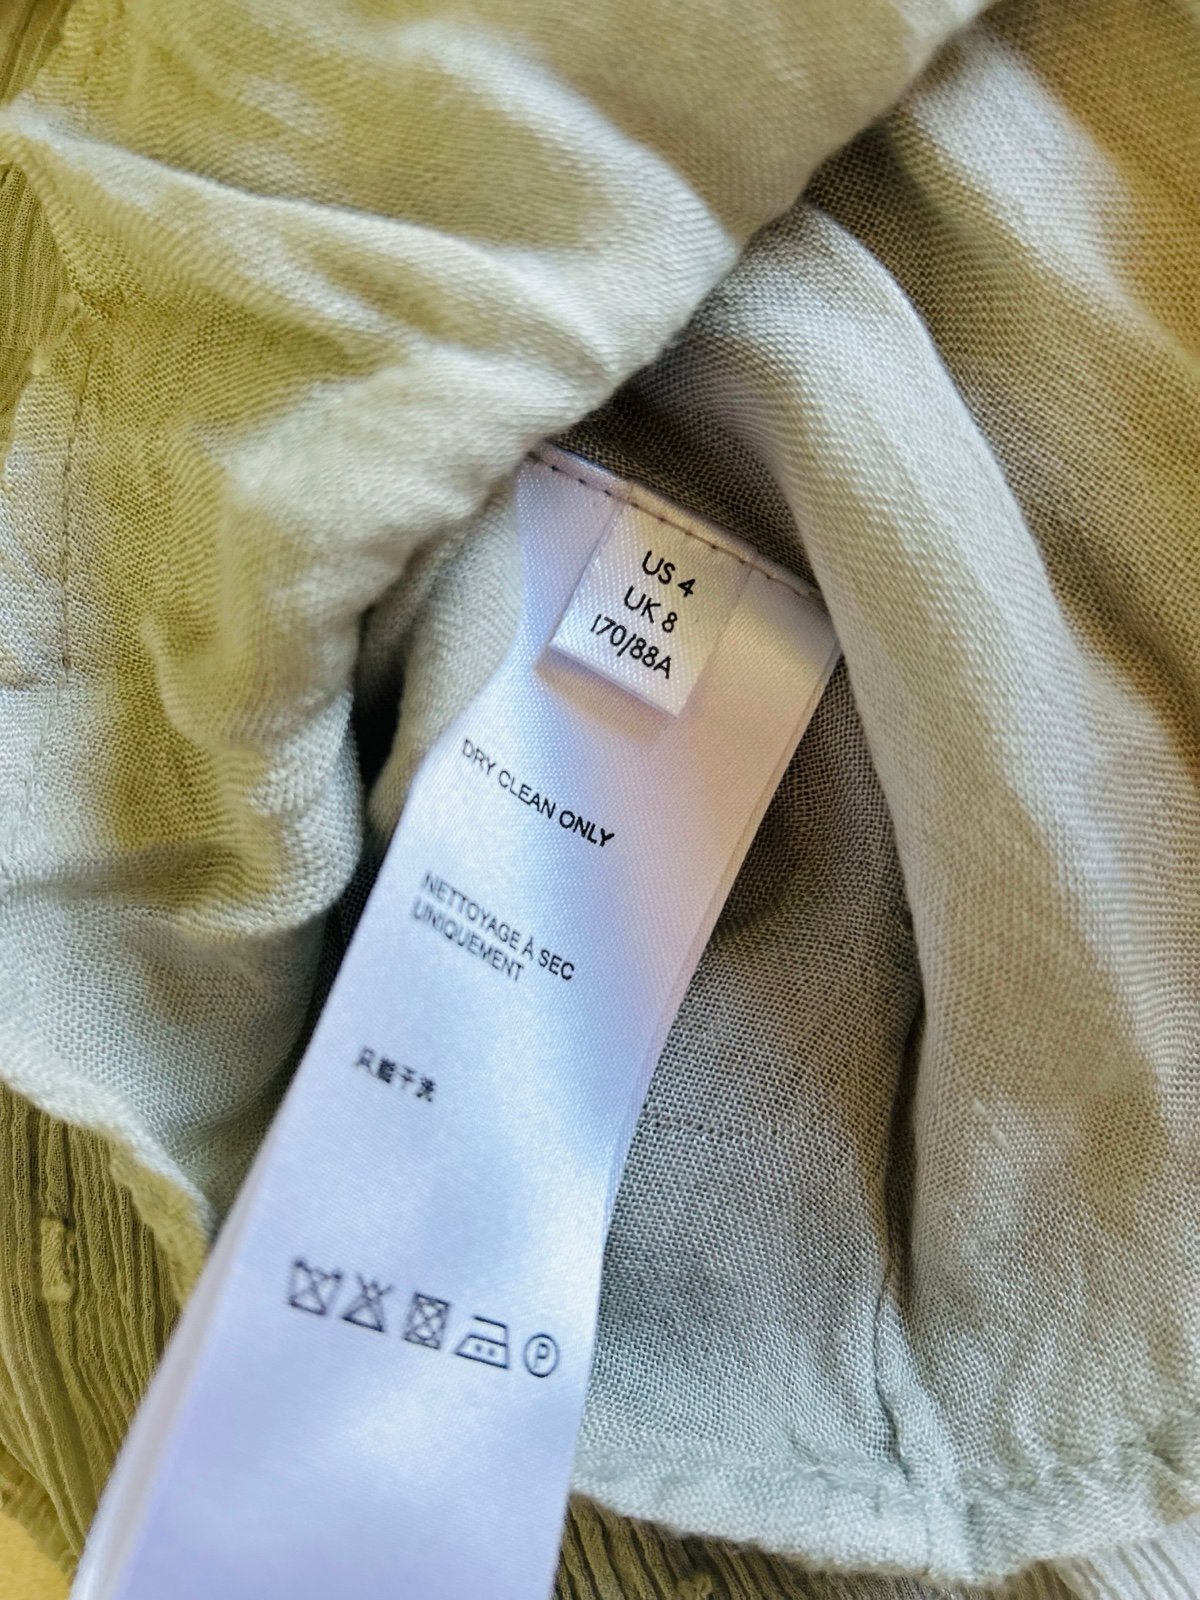 US 4
UK 8
170/88A
DRY CLEAN ONLY
NETTOYAGE À SEC
UNIQUEMENT
只能干洗
P